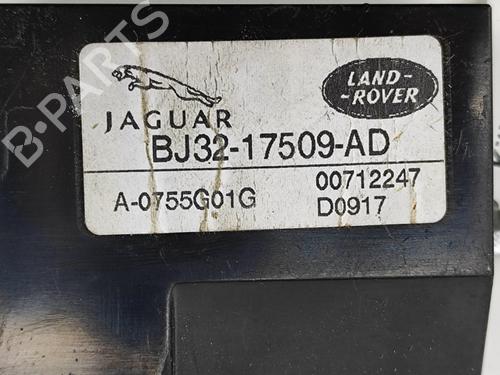 JAGUAR
LAND-
-ROVER
BJ32-17509-AD
A-0755G01G
00712247
D0917
B-PARTS